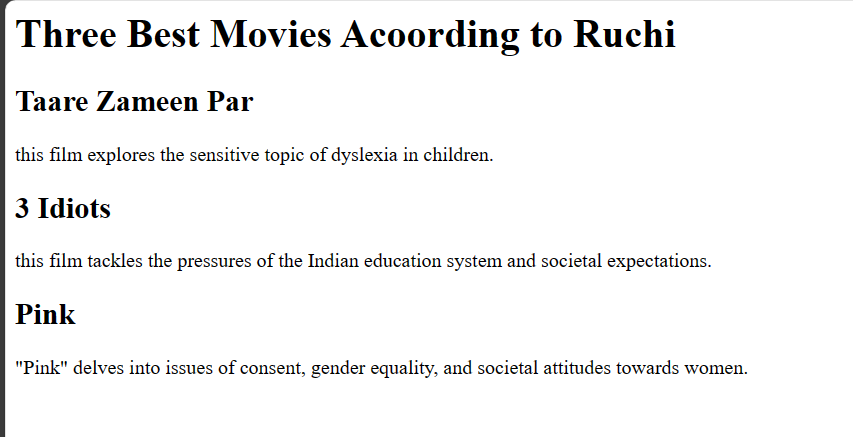 Three Best Movies Acoording to Ruchi
Taare Zameen Par
this film explores the sensitive topic of dyslexia in children.
3 Idiots
this film tackles the pressures of the Indian education system and societal expectations.
Pink
"Pink" delves into issues of consent, gender equality, and societal attitudes towards women.